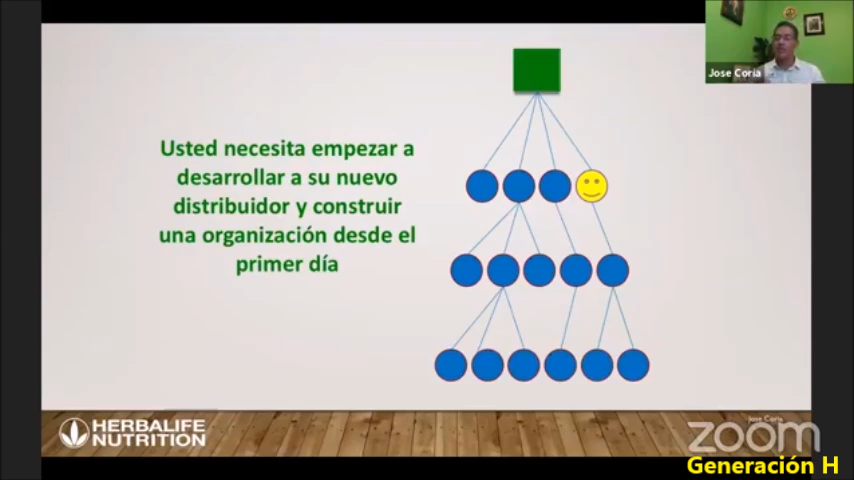 Jose Coria
Usted necesita empezar a
desarrollar a su nuevo
distribuidor y construir
una organización desde el
primer día
HERBALIFE
NUTRITION
Jose Coria
zoom
Generación H